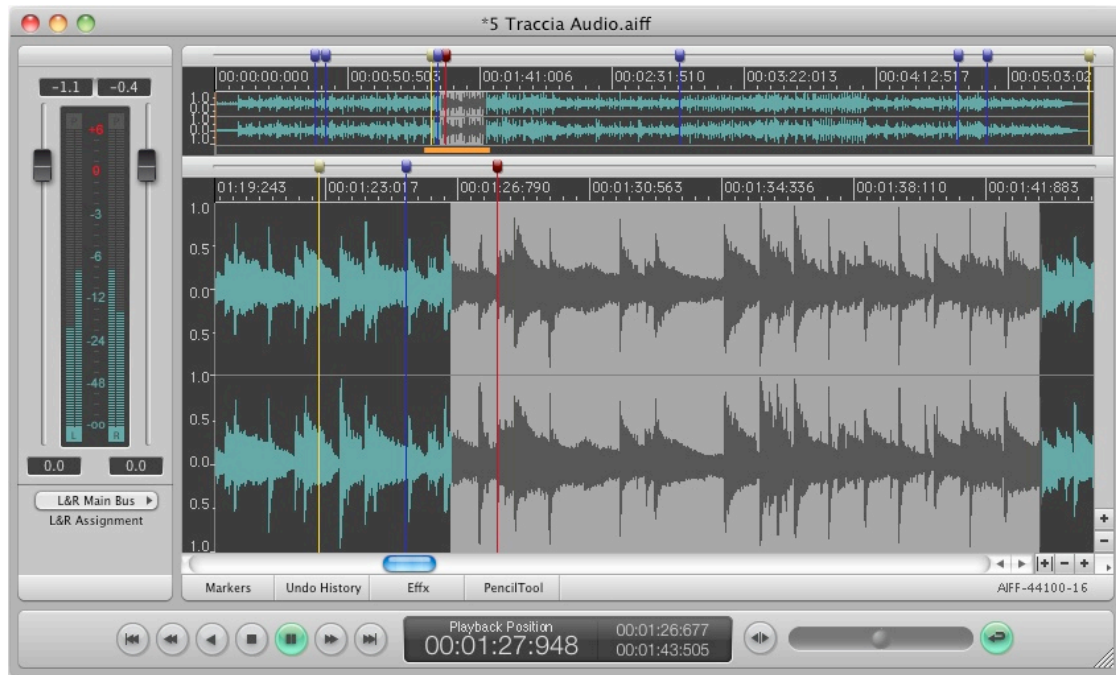 *5 Traccia Audio.aiff
-1.1 -0.4
P P
+6
0
-3
-6
-12
-24
-48
-oo
L R
0.0 0.0
L&R Main Bus
L&R Assignment
00:00:00:000 00:00:50:503 00:01:41:006 00:02:31:510 00:03:22:013 00:04:12:517 00:05:03:02
1.0
0.0
0.0
1.0
01:19:243 00:01:23:017 00:01:26:790 00:01:30:563 00:01:34:336 00:01:38:110 00:01:41:883
1.0
0.5
0.0
0.5
1.0
0.5
0.0
0.5
1.0
Markers Undo History Effx PencilTool AIFF-44100-16
Playback Position
00:01:27:948
00:01:26:677
00:01:43:505